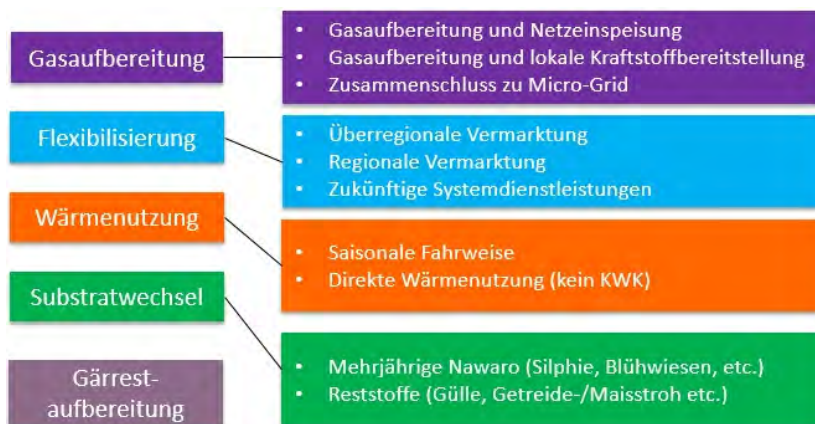 Gasaufbereitung
• Gasaufbereitung und Netzeinspeisung
• Gasaufbereitung und lokale Kraftstoffbereitstellung
• Zusammenschluss zu Micro-Grid
Flexibilisierung
• Überregionale Vermarktung
• Regionale Vermarktung
• Zukünftige Systemdienstleistungen
Wärmenutzung
• Saisonale Fahrweise
• Direkte Wärmenutzung (kein KWK)
Substratwechsel
• Mehrjährige Nawaro (Silphie, Blühwiesen, etc.)
• Reststoffe (Gülle, Getreide-/Maisstroh etc.)
Gärrest-
aufbereitung